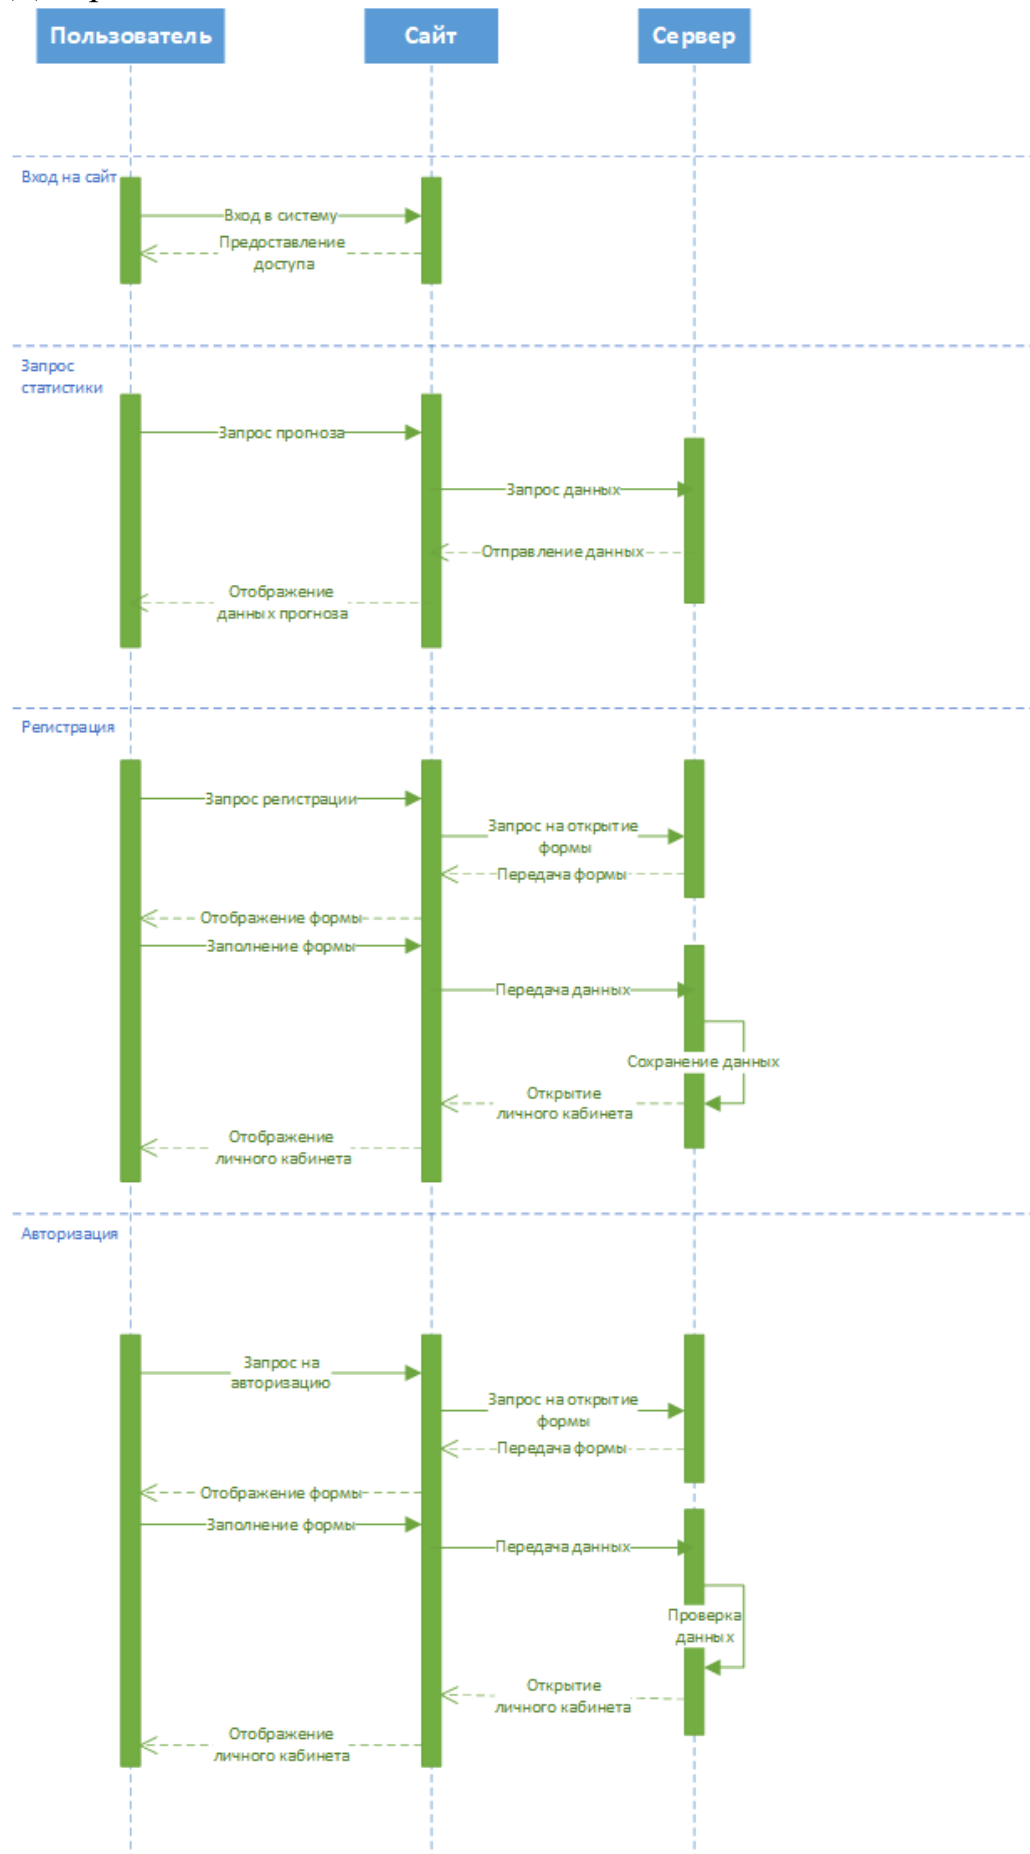 Пользователь
Сайт
Сервер
Вход на сайт
Вход в систему
Предоставление
доступа
Запрос
статистики
Запрос прогноза
Запрос данных
Отправление данных
Отображение
данных прогноза
Регистрация
Запрос регистрации
Запрос на открытие
формы
Передача формы
Отображение формы
Заполнение формы
Передача данных
Сохранение данных
Открытие
личного кабинета
Отображение
личного кабинета
Авторизация
Запрос на
авторизацию
Запрос на открытие
формы
Передача формы
Отображение формы
Заполнение формы
Передача данных
Проверка
данных
Открытие
личного кабинета
Отображение
личного кабинета